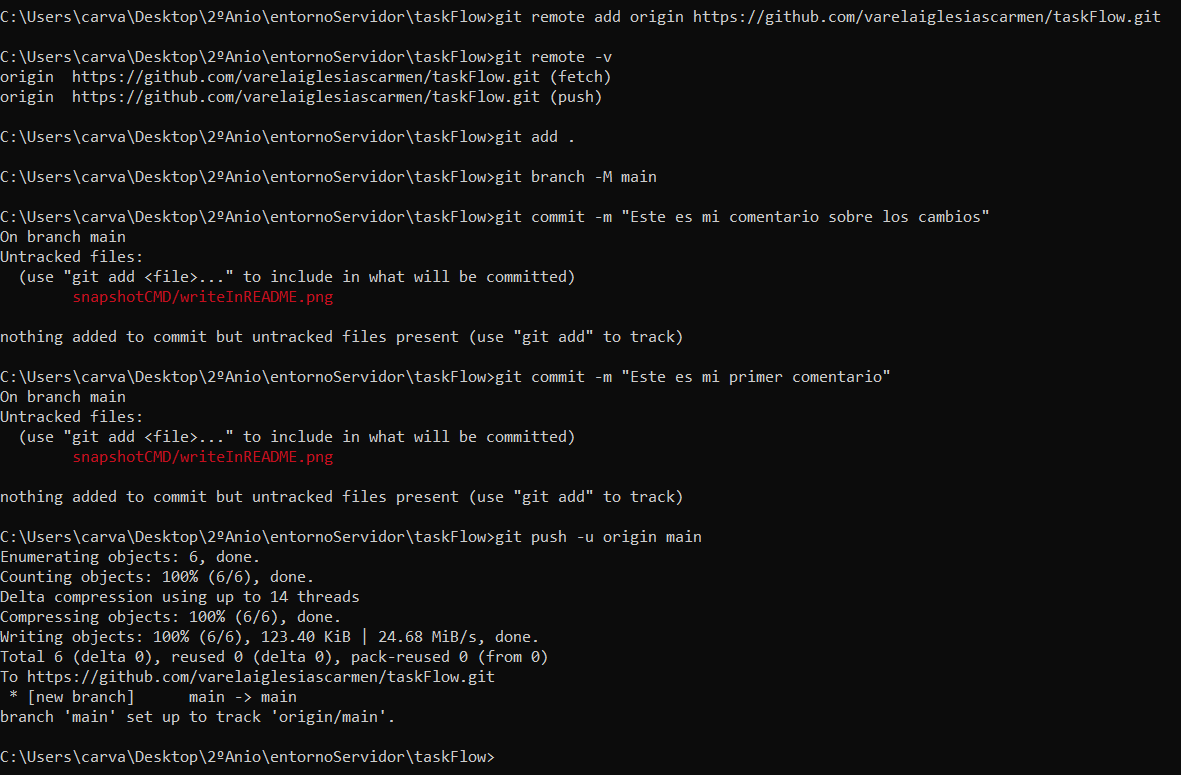 C:\Users\carva\Desktop\2ºAnio\entornoServidor\taskFlow>git remote add origin https://github.com/varelaiglesiascarmen/taskFlow.git
C:\Users\carva\Desktop\2ºAnio\entornoServidor\taskFlow>git remote -v
origin  https://github.com/varelaiglesiascarmen/taskFlow.git (fetch)
origin  https://github.com/varelaiglesiascarmen/taskFlow.git (push)
C:\Users\carva\Desktop\2ºAnio\entornoServidor\taskFlow>git add .
C:\Users\carva\Desktop\2ºAnio\entornoServidor\taskFlow>git branch -M main
C:\Users\carva\Desktop\2ºAnio\entornoServidor\taskFlow>git commit -m "Este es mi comentario sobre los cambios"
On branch main
Untracked files:
  (use "git add <file>..." to include in what will be committed)
        snapshotCMD/writeInREADME.png
nothing added to commit but untracked files present (use "git add" to track)
C:\Users\carva\Desktop\2ºAnio\entornoServidor\taskFlow>git commit -m "Este es mi primer comentario"
On branch main
Untracked files:
  (use "git add <file>..." to include in what will be committed)
        snapshotCMD/writeInREADME.png
nothing added to commit but untracked files present (use "git add" to track)
C:\Users\carva\Desktop\2ºAnio\entornoServidor\taskFlow>git push -u origin main
Enumerating objects: 6, done.
Counting objects: 100% (6/6), done.
Delta compression using up to 14 threads
Compressing objects: 100% (6/6), done.
Writing objects: 100% (6/6), 123.40 KiB | 24.68 MiB/s, done.
Total 6 (delta 0), reused 0 (delta 0), pack-reused 0 (from 0)
To https://github.com/varelaiglesiascarmen/taskFlow.git
 * [new branch]      main -> main
branch 'main' set up to track 'origin/main'.
C:\Users\carva\Desktop\2ºAnio\entornoServidor\taskFlow>